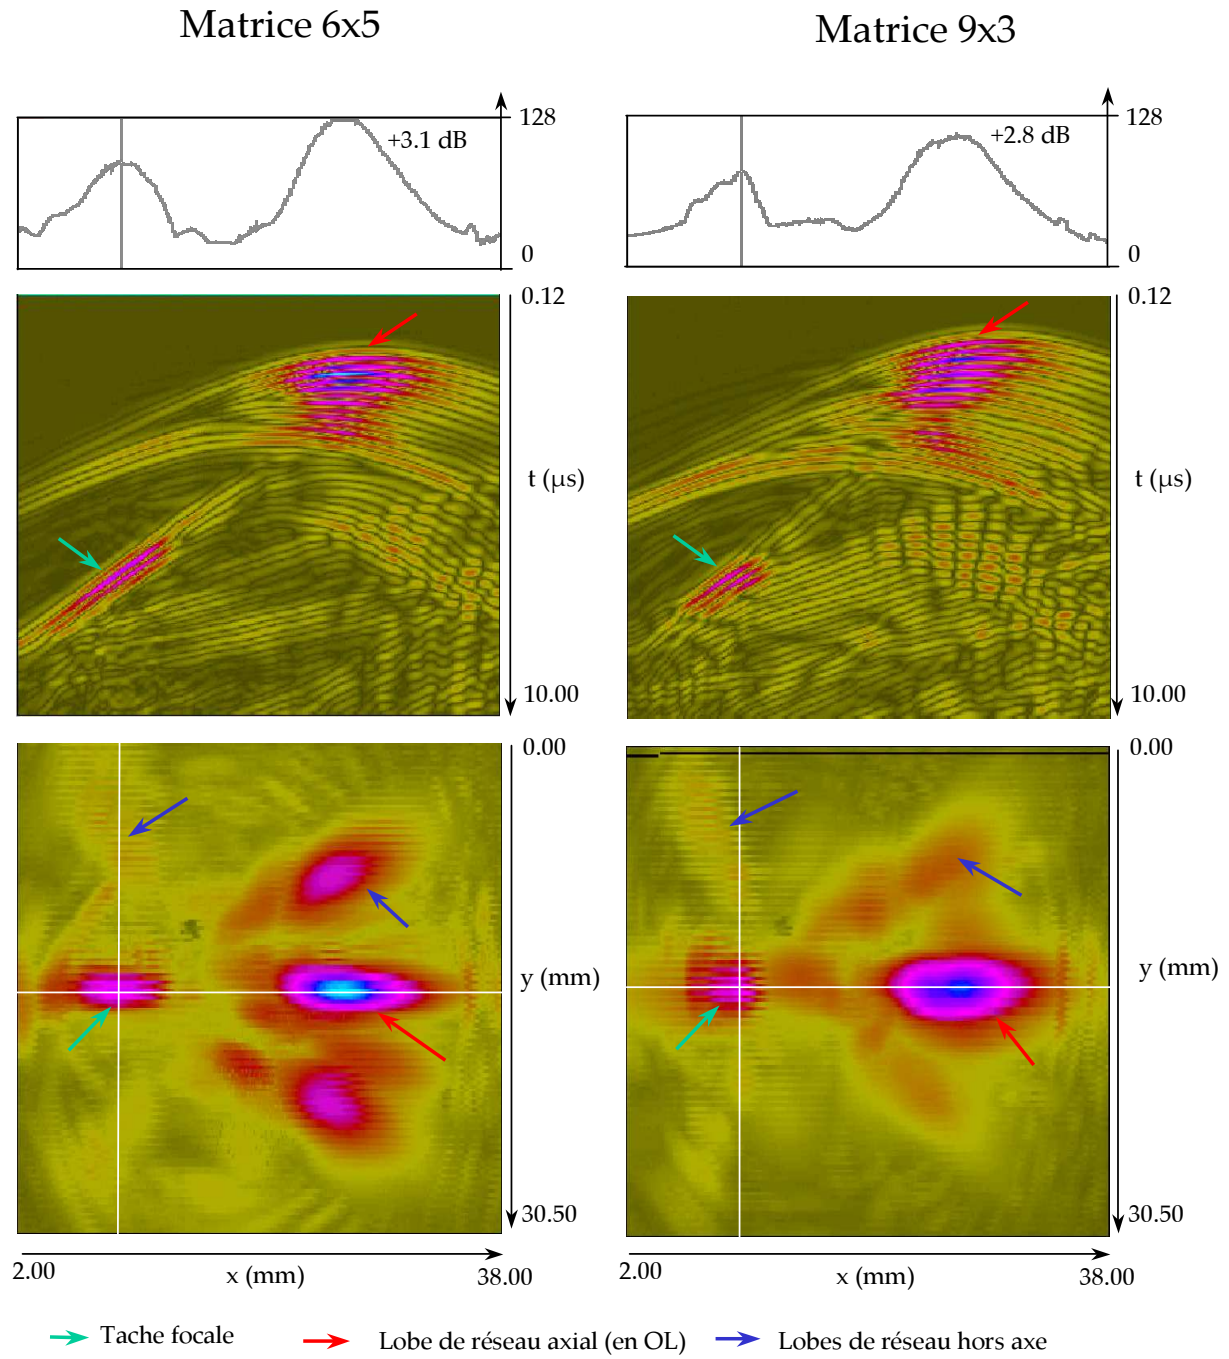 Matrice 6x5
Matrice 9x3
128
+3.1 dB
0
128
+2.8 dB
0
0.12
t (µs)
10.00
0.12
t (µs)
10.00
0.00
y (mm)
30.50
0.00
y (mm)
30.50
2.00
x (mm)
38.00
2.00
x (mm)
38.00
Tache focale
Lobe de réseau axial (en OL)
Lobes de réseau hors axe